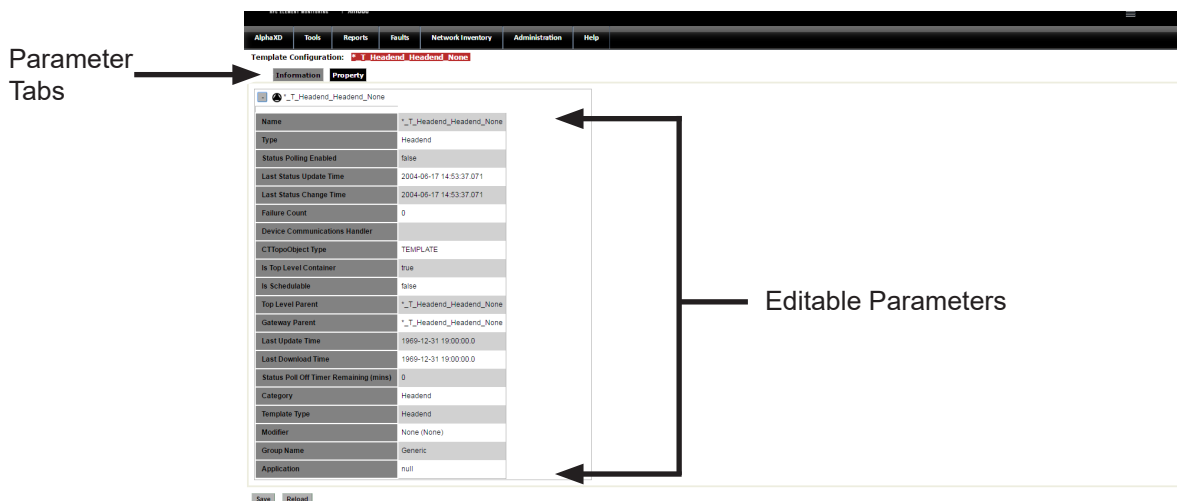 AlphaXD Tools Reports Faults Network Inventory Administration Help
Template Configuration: *_T_Headend_Headend_None
Parameter
Tabs
Information Property
- *_T_Headend_Headend_None
Name *_T_Headend_Headend_None
Type Headend
Status Polling Enabled false
Last Status Update Time 2004-06-17 14:53:37.071
Last Status Change Time 2004-06-17 14:53:37.071
Failure Count 0
Device Communications Handler
CTTopoObject Type TEMPLATE
Is Top Level Container true
Is Schedulable false
Top Level Parent *_T_Headend_Headend_None
Editable Parameters
Gateway Parent *_T_Headend_Headend_None
Last Update Time 1969-12-31 19:00:00.0
Last Download Time 1969-12-31 19:00:00.0
Status Poll Off Timer Remaining (mins) 0
Category Headend
Template Type Headend
Modifier None (None)
Group Name Generic
Application null
Save Reload